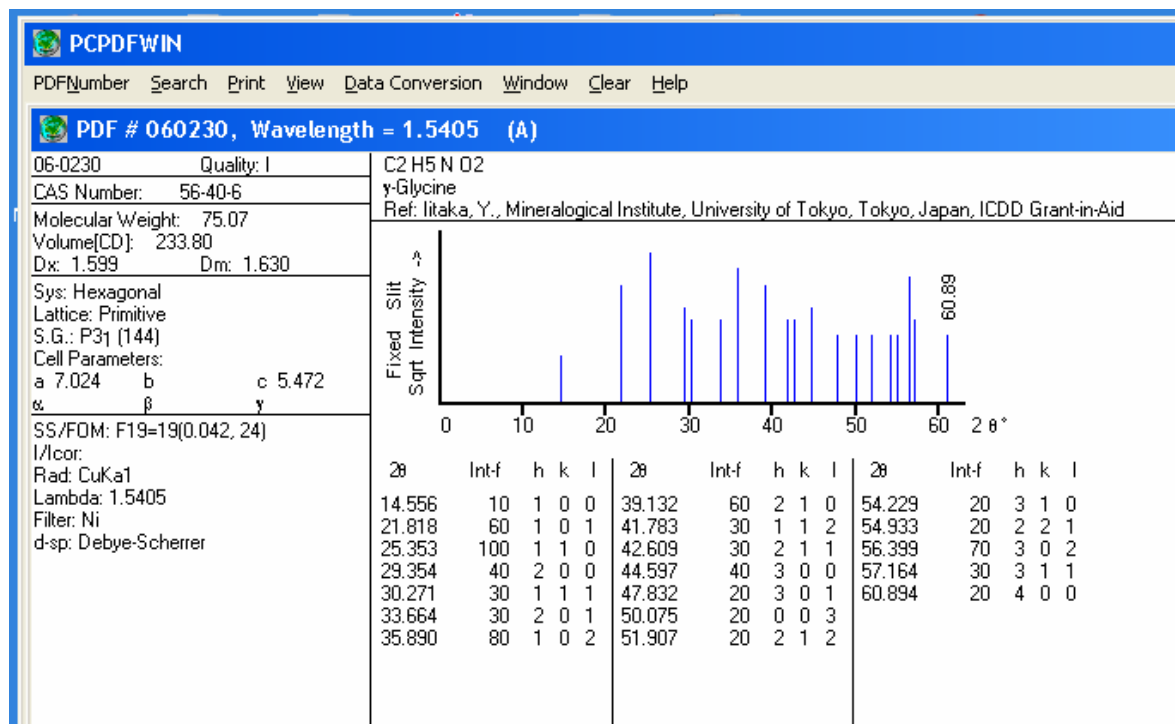 PCPDFWIN
PDFNumber Search Print View Data Conversion Window Clear Help
PDF # 060230, Wavelength = 1.5405 (A)
06-0230 Quality: I
CAS Number: 56-40-6
Molecular Weight: 75.07
Volume[CD]: 233.80
Dx: 1.599 Dm: 1.630
Sys: Hexagonal
Lattice: Primitive
S.G.: P31 (144)
Cell Parameters:
a 7.024 b c 5.472
α β γ
SS/FOM: F19=19(0.042, 24)
I/Icor:
Rad: CuKa1
Lambda: 1.5405
Filter: Ni
d-sp: Debye-Scherrer
C2 H5 N O2
γ-Glycine
Ref: Iitaka, Y., Mineralogical Institute, University of Tokyo, Tokyo, Japan, ICDD Grant-in-Aid
Fixed Slit
Sqrt Intensity ->
60.89
0 10 20 30 40 50 60 2 θ°
2θ Int-f h k l
14.556 10 1 0 0
21.818 60 1 0 1
25.353 100 1 1 0
29.354 40 2 0 0
30.271 30 1 1 1
33.664 30 2 0 1
35.890 80 1 0 2
2θ Int-f h k l
39.132 60 2 1 0
41.783 30 1 1 2
42.609 30 2 1 1
44.597 40 3 0 0
47.832 20 3 0 1
50.075 20 0 0 3
51.907 20 2 1 2
2θ Int-f h k l
54.229 20 3 1 0
54.933 20 2 2 1
56.399 70 3 0 2
57.164 30 3 1 1
60.894 20 4 0 0